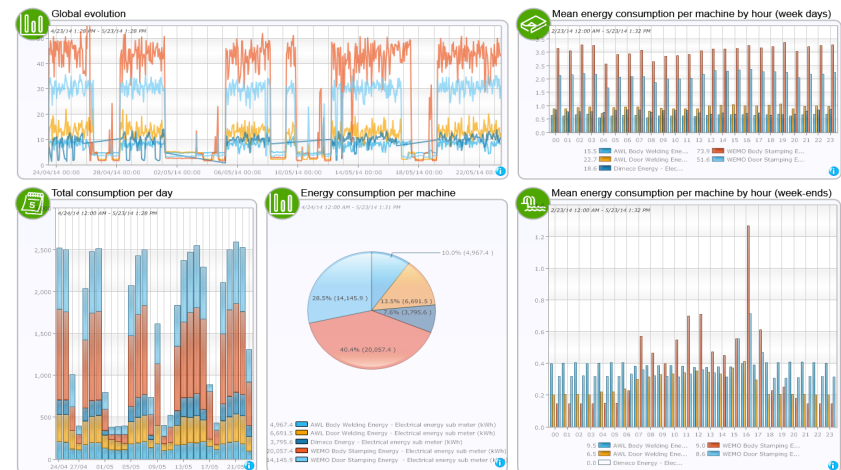 Global evolution
4/23/14 1:28 PM - 5/23/14 1:28 PM
50
40
30
20
10
0
24/04/14 00:00 28/04/14 00:00 02/05/14 00:00 06/05/14 00:00 10/05/14 00:00 14/05/14 00:00 18/05/14 00:00 22/05/14 00:00
Mean energy consumption per machine by hour (week days)
2/23/14 12:00 AM - 5/23/14 1:32 PM
3.5
3.0
2.5
2.0
1.5
1.0
0.5
0.0
00 01 02 03 04 05 06 07 08 09 10 11 12 13 14 15 16 17 18 19 20 21 22 23
15.5 AWL Body Welding Ene... 73.9 WEMO Body Stamping E...
22.7 AWL Door Welding Ene... 51.6 WEMO Door Stamping E...
18.6 Dimeco Energy - Elec...
Total consumption per day
4/24/14 12:00 AM - 5/23/14 1:32 PM
2,500
2,000
1,500
1,000
500
0
24/04 27/04 01/05 05/05 09/05 13/05 17/05 21/05
5
Energy consumption per machine
4/24/14 12:00 AM - 5/23/14 1:31 PM
10.0% (4,967.4 )
13.5% (6,691.5 )
7.6% (3,795.6 )
28.5% (14,145.9 )
40.4% (20,057.4 )
4,967.4 AWL Body Welding Energy - Electrical energy sub meter (kWh)
6,691.5 AWL Door Welding Energy - Electrical energy sub meter (kWh)
3,795.6 Dimeco Energy - Electrical energy sub meter (kWh)
20,057.4 WEMO Body Stamping Energy - Electrical energy sub meter (kWh)
14,145.9 WEMO Door Stamping Energy - Electrical energy sub meter
Mean energy consumption per machine by hour (week-ends)
2/23/14 12:00 AM - 5/23/14 1:32 PM
1.2
1.0
0.8
0.6
0.4
0.2
0.0
00 01 02 03 04 05 06 07 08 09 10 11 12 13 14 15 16 17 18 19 20 21 22 23
9.5 AWL Body Welding Ene... 9.0 WEMO Body Stamping E...
6.5 AWL Door Welding Ene... 8.6 WEMO Door Stamping E...
0.0 Dimeco Energy - Elec...